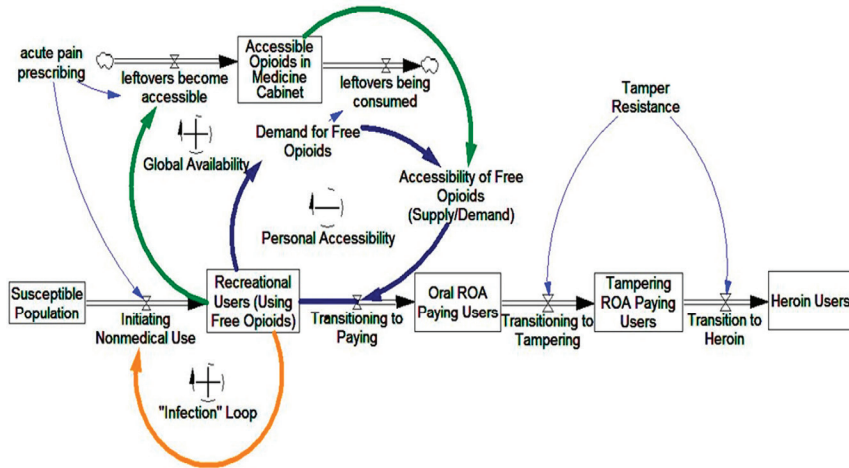 acute pain
prescribing
leftovers become
accessible
Accessible
Opioids in
Medicine
Cabinet
leftovers being
consumed
Tamper
Resistance
Demand for Free
Opioids
Global Availability
Accessibility of Free
Opioids
(Supply/Demand)
Personal Accessibility
Susceptible
Population
Initiating
Nonmedical Use
Recreational
Users (Using
Free Opioids)
Transitioning to
Paying
Oral ROA
Paying Users
Transitioning to
Tampering
Tampering
ROA Paying
Users
Transition to
Heroin
Heroin Users
"Infection" Loop